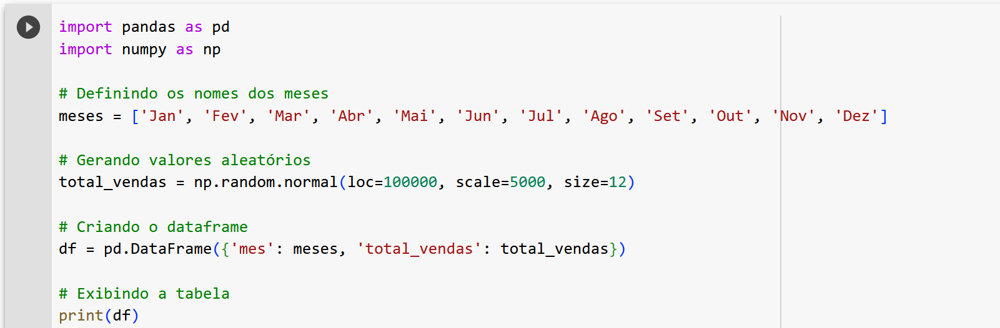 import pandas as pd
import numpy as np
# Definindo os nomes dos meses
meses = ['Jan', 'Fev', 'Mar', 'Abr', 'Mai', 'Jun', 'Jul', 'Ago', 'Set', 'Out', 'Nov', 'Dez']
# Gerando valores aleatórios
total_vendas = np.random.normal(loc=100000, scale=5000, size=12)
# Criando o dataframe
df = pd.DataFrame({'mes': meses, 'total_vendas': total_vendas})
# Exibindo a tabela
print(df)